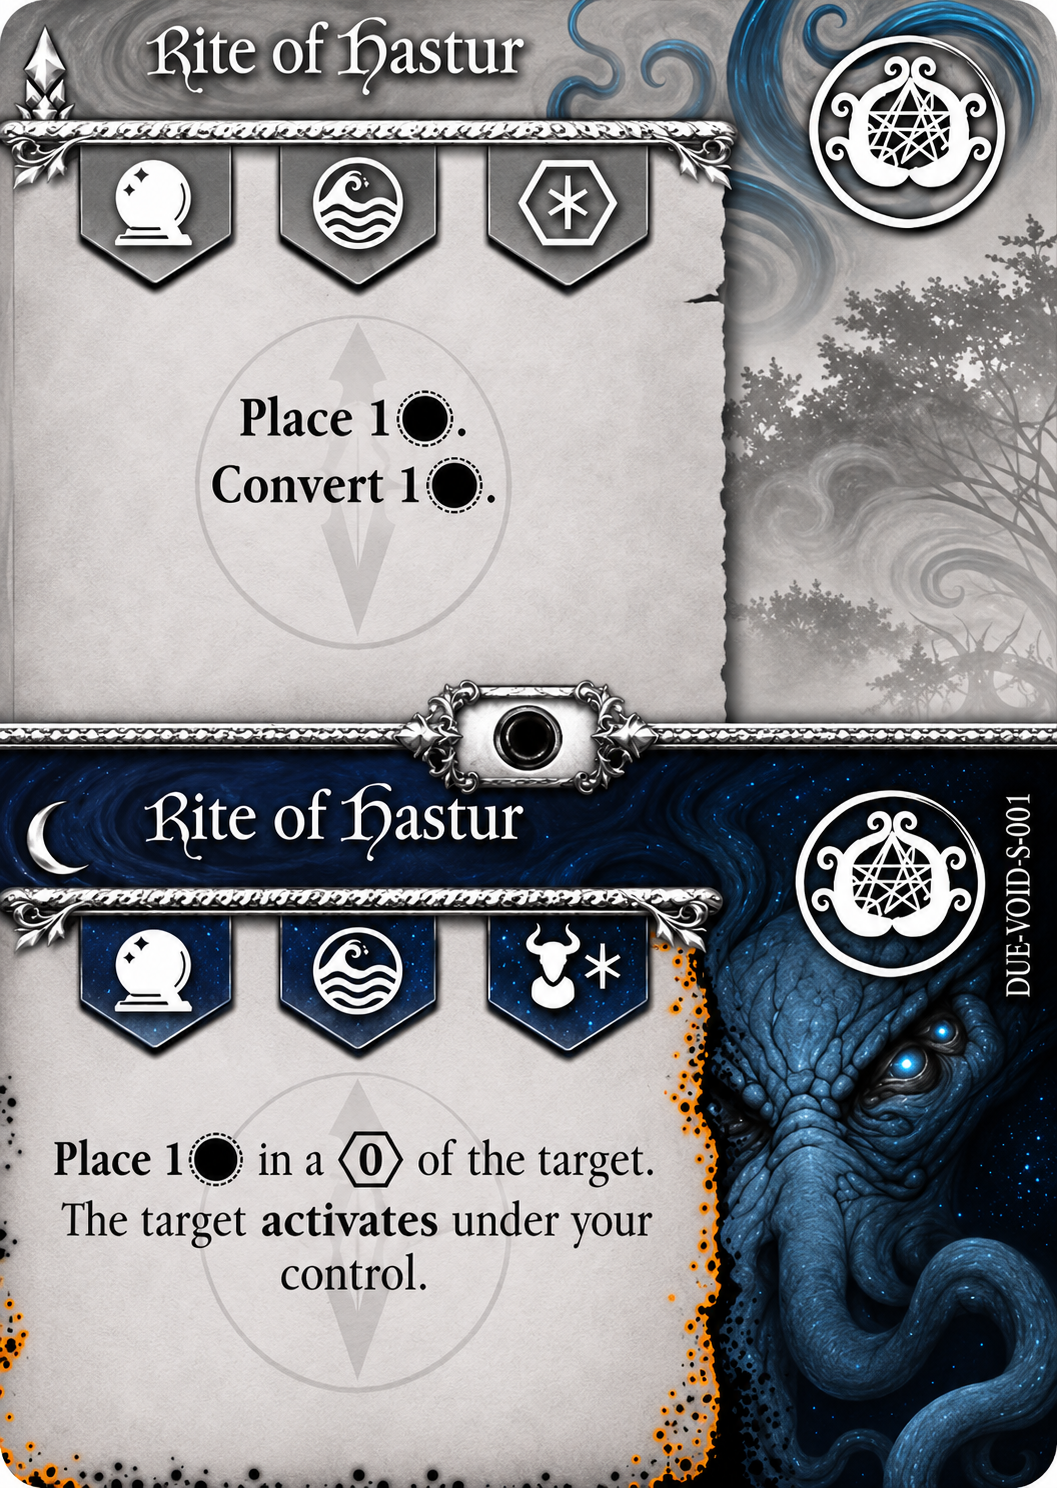 Rite of Hastur
Place 1 ●.
Convert 1 ●.
Rite of Hastur
DUE-VOID-S-001
Place 1 ● in a 0 of the target.
The target activates under your
control.